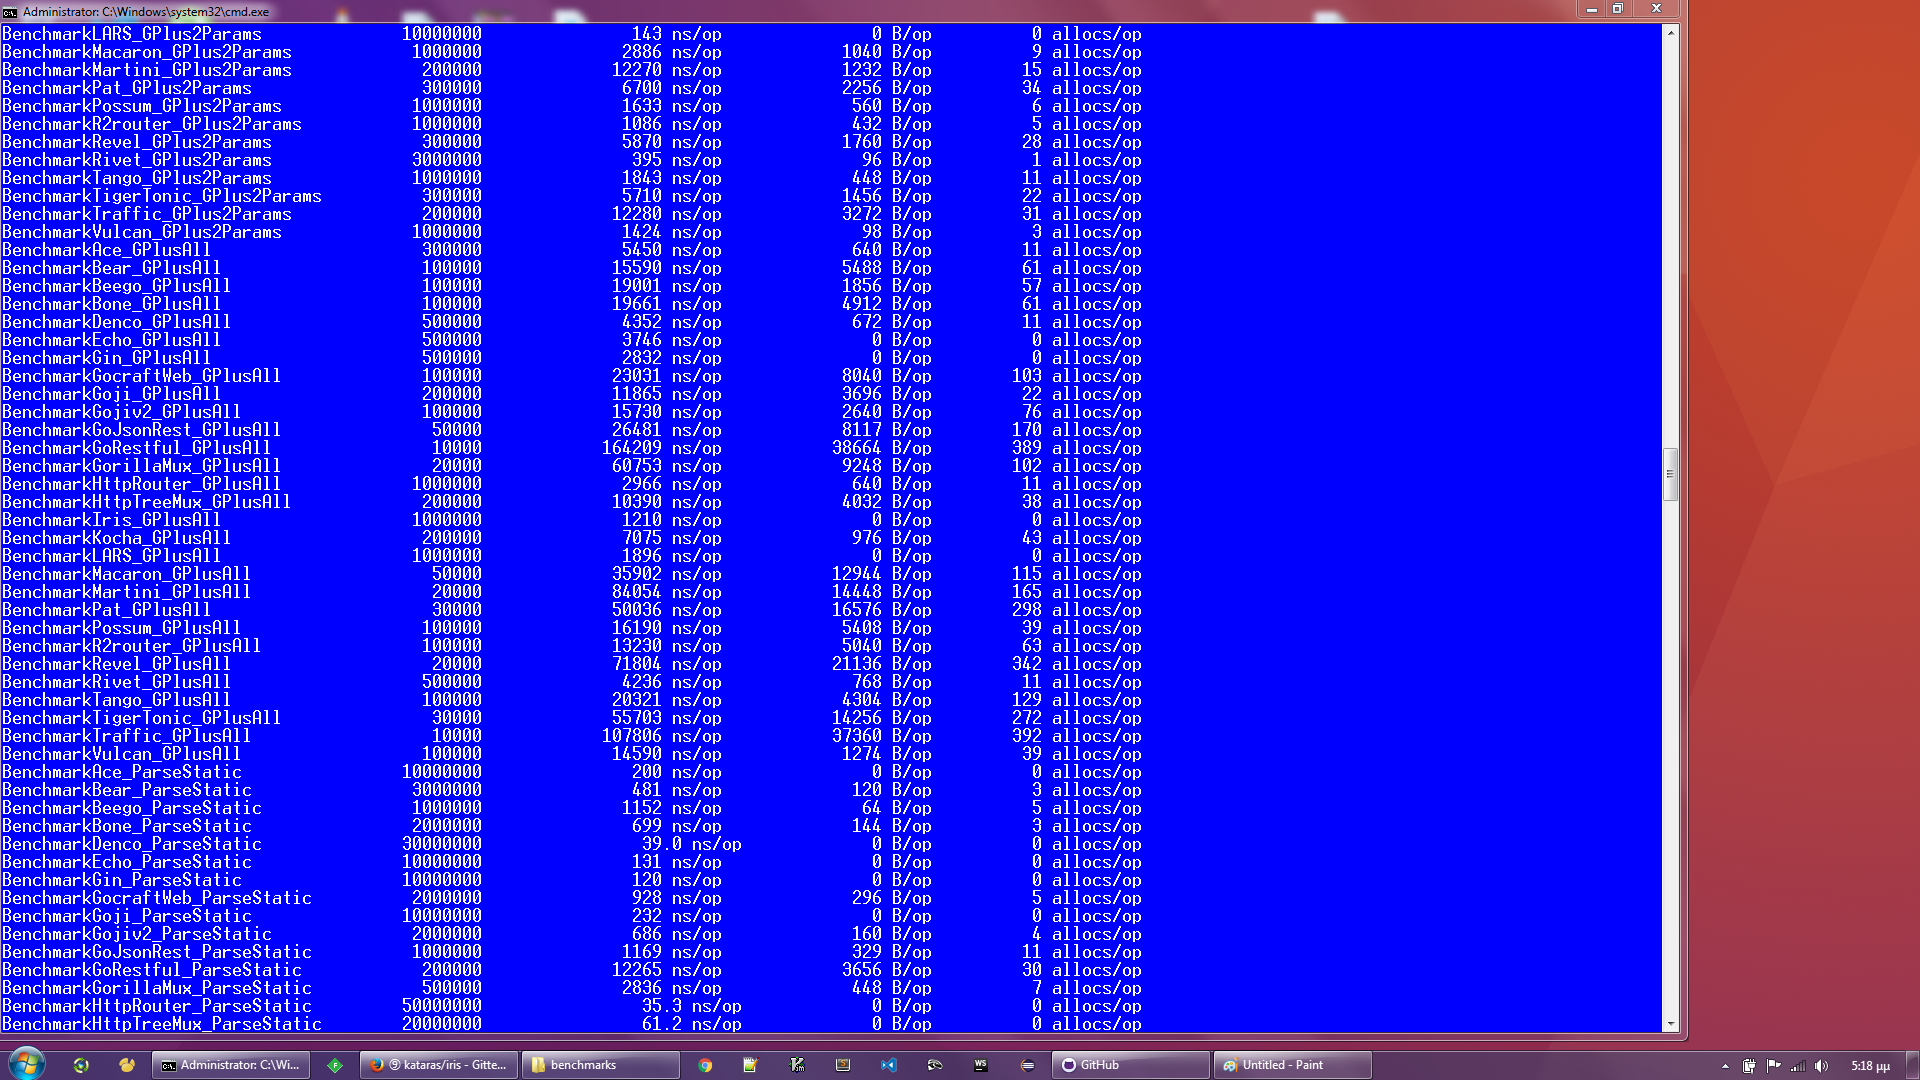 Administrator: C:\Windows\system32\cmd.exe
BenchmarkLARS_GPlus2Params 10000000 143 ns/op 0 B/op 0 allocs/op
BenchmarkMacaron_GPlus2Params 1000000 2886 ns/op 1040 B/op 9 allocs/op
BenchmarkMartini_GPlus2Params 200000 12270 ns/op 1232 B/op 15 allocs/op
BenchmarkPat_GPlus2Params 300000 6700 ns/op 2256 B/op 34 allocs/op
BenchmarkPossum_GPlus2Params 1000000 1633 ns/op 560 B/op 6 allocs/op
BenchmarkR2router_GPlus2Params 1000000 1086 ns/op 432 B/op 5 allocs/op
BenchmarkRevel_GPlus2Params 300000 5870 ns/op 1760 B/op 28 allocs/op
BenchmarkRivet_GPlus2Params 3000000 395 ns/op 96 B/op 1 allocs/op
BenchmarkTango_GPlus2Params 1000000 1843 ns/op 448 B/op 11 allocs/op
BenchmarkTigerTonic_GPlus2Params 300000 5710 ns/op 1456 B/op 22 allocs/op
BenchmarkTraffic_GPlus2Params 200000 12280 ns/op 3272 B/op 31 allocs/op
BenchmarkVulcan_GPlus2Params 1000000 1424 ns/op 98 B/op 3 allocs/op
BenchmarkAce_GPlusAll 300000 5450 ns/op 640 B/op 11 allocs/op
BenchmarkBear_GPlusAll 100000 15590 ns/op 5488 B/op 61 allocs/op
BenchmarkBeego_GPlusAll 100000 19001 ns/op 1856 B/op 57 allocs/op
BenchmarkBone_GPlusAll 100000 19661 ns/op 4912 B/op 61 allocs/op
BenchmarkDenco_GPlusAll 500000 4352 ns/op 672 B/op 11 allocs/op
BenchmarkEcho_GPlusAll 500000 3746 ns/op 0 B/op 0 allocs/op
BenchmarkGin_GPlusAll 500000 2832 ns/op 0 B/op 0 allocs/op
BenchmarkGocraftWeb_GPlusAll 100000 23031 ns/op 8040 B/op 103 allocs/op
BenchmarkGoji_GPlusAll 200000 11865 ns/op 3696 B/op 22 allocs/op
BenchmarkGojiv2_GPlusAll 100000 15730 ns/op 2640 B/op 76 allocs/op
BenchmarkGoJsonRest_GPlusAll 50000 26481 ns/op 8117 B/op 170 allocs/op
BenchmarkGoRestful_GPlusAll 10000 164209 ns/op 38664 B/op 389 allocs/op
BenchmarkGorillaMux_GPlusAll 20000 60753 ns/op 9248 B/op 102 allocs/op
BenchmarkHttpRouter_GPlusAll 1000000 2966 ns/op 640 B/op 11 allocs/op
BenchmarkHttpTreeMux_GPlusAll 200000 10390 ns/op 4032 B/op 38 allocs/op
BenchmarkIris_GPlusAll 1000000 1210 ns/op 0 B/op 0 allocs/op
BenchmarkKocha_GPlusAll 200000 7075 ns/op 976 B/op 43 allocs/op
BenchmarkLARS_GPlusAll 1000000 1896 ns/op 0 B/op 0 allocs/op
BenchmarkMacaron_GPlusAll 50000 35902 ns/op 12944 B/op 115 allocs/op
BenchmarkMartini_GPlusAll 20000 84054 ns/op 14448 B/op 165 allocs/op
BenchmarkPat_GPlusAll 30000 50036 ns/op 16576 B/op 298 allocs/op
BenchmarkPossum_GPlusAll 100000 16190 ns/op 5408 B/op 39 allocs/op
BenchmarkR2router_GPlusAll 100000 13230 ns/op 5040 B/op 63 allocs/op
BenchmarkRevel_GPlusAll 20000 71804 ns/op 21136 B/op 342 allocs/op
BenchmarkRivet_GPlusAll 500000 4236 ns/op 768 B/op 11 allocs/op
BenchmarkTango_GPlusAll 100000 20321 ns/op 4304 B/op 129 allocs/op
BenchmarkTigerTonic_GPlusAll 30000 55703 ns/op 14256 B/op 272 allocs/op
BenchmarkTraffic_GPlusAll 10000 107806 ns/op 37360 B/op 392 allocs/op
BenchmarkVulcan_GPlusAll 100000 14590 ns/op 1274 B/op 39 allocs/op
BenchmarkAce_ParseStatic 10000000 200 ns/op 0 B/op 0 allocs/op
BenchmarkBear_ParseStatic 3000000 481 ns/op 120 B/op 3 allocs/op
BenchmarkBeego_ParseStatic 1000000 1152 ns/op 64 B/op 5 allocs/op
BenchmarkBone_ParseStatic 2000000 699 ns/op 144 B/op 3 allocs/op
BenchmarkDenco_ParseStatic 30000000 39.0 ns/op 0 B/op 0 allocs/op
BenchmarkEcho_ParseStatic 10000000 131 ns/op 0 B/op 0 allocs/op
BenchmarkGin_ParseStatic 10000000 120 ns/op 0 B/op 0 allocs/op
BenchmarkGocraftWeb_ParseStatic 2000000 928 ns/op 296 B/op 5 allocs/op
BenchmarkGoji_ParseStatic 10000000 232 ns/op 0 B/op 0 allocs/op
BenchmarkGojiv2_ParseStatic 2000000 686 ns/op 160 B/op 4 allocs/op
BenchmarkGoJsonRest_ParseStatic 1000000 1169 ns/op 329 B/op 11 allocs/op
BenchmarkGoRestful_ParseStatic 200000 12265 ns/op 3656 B/op 30 allocs/op
BenchmarkGorillaMux_ParseStatic 500000 2836 ns/op 448 B/op 7 allocs/op
BenchmarkHttpRouter_ParseStatic 50000000 35.3 ns/op 0 B/op 0 allocs/op
BenchmarkHttpTreeMux_ParseStatic 20000000 61.2 ns/op 0 B/op 0 allocs/op
Administrator: C:\Wi... ⑨ kataras/iris - Gitte... benchmarks WS GitHub Untitled - Paint 5:18 μμ